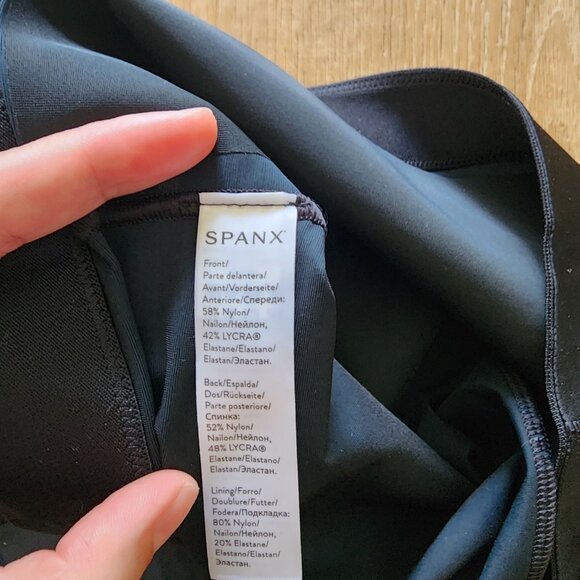 SPANX
Front/
Parte delantera/
Avant/Vorderseite/
Anteriore/Спереди:
58% Nylon/
Nailon/Нейлон,
42% LYCRA®
Elastane/Elastano/
Elastan/Эластан.
Back/Espalda/
Dos/Rückseite/
Parte posteriore/
Спинка:
52% Nylon/
Nailon/Нейлон,
48% LYCRA®
Elastane/Elastano/
Elastan/Эластан.
Lining/Forro/
Doublure/Futter/
Fodera/Подкладка:
80% Nylon/
Nailon/Нейлон,
20% Elastane/
Elastano/Elastan/
Эластан.